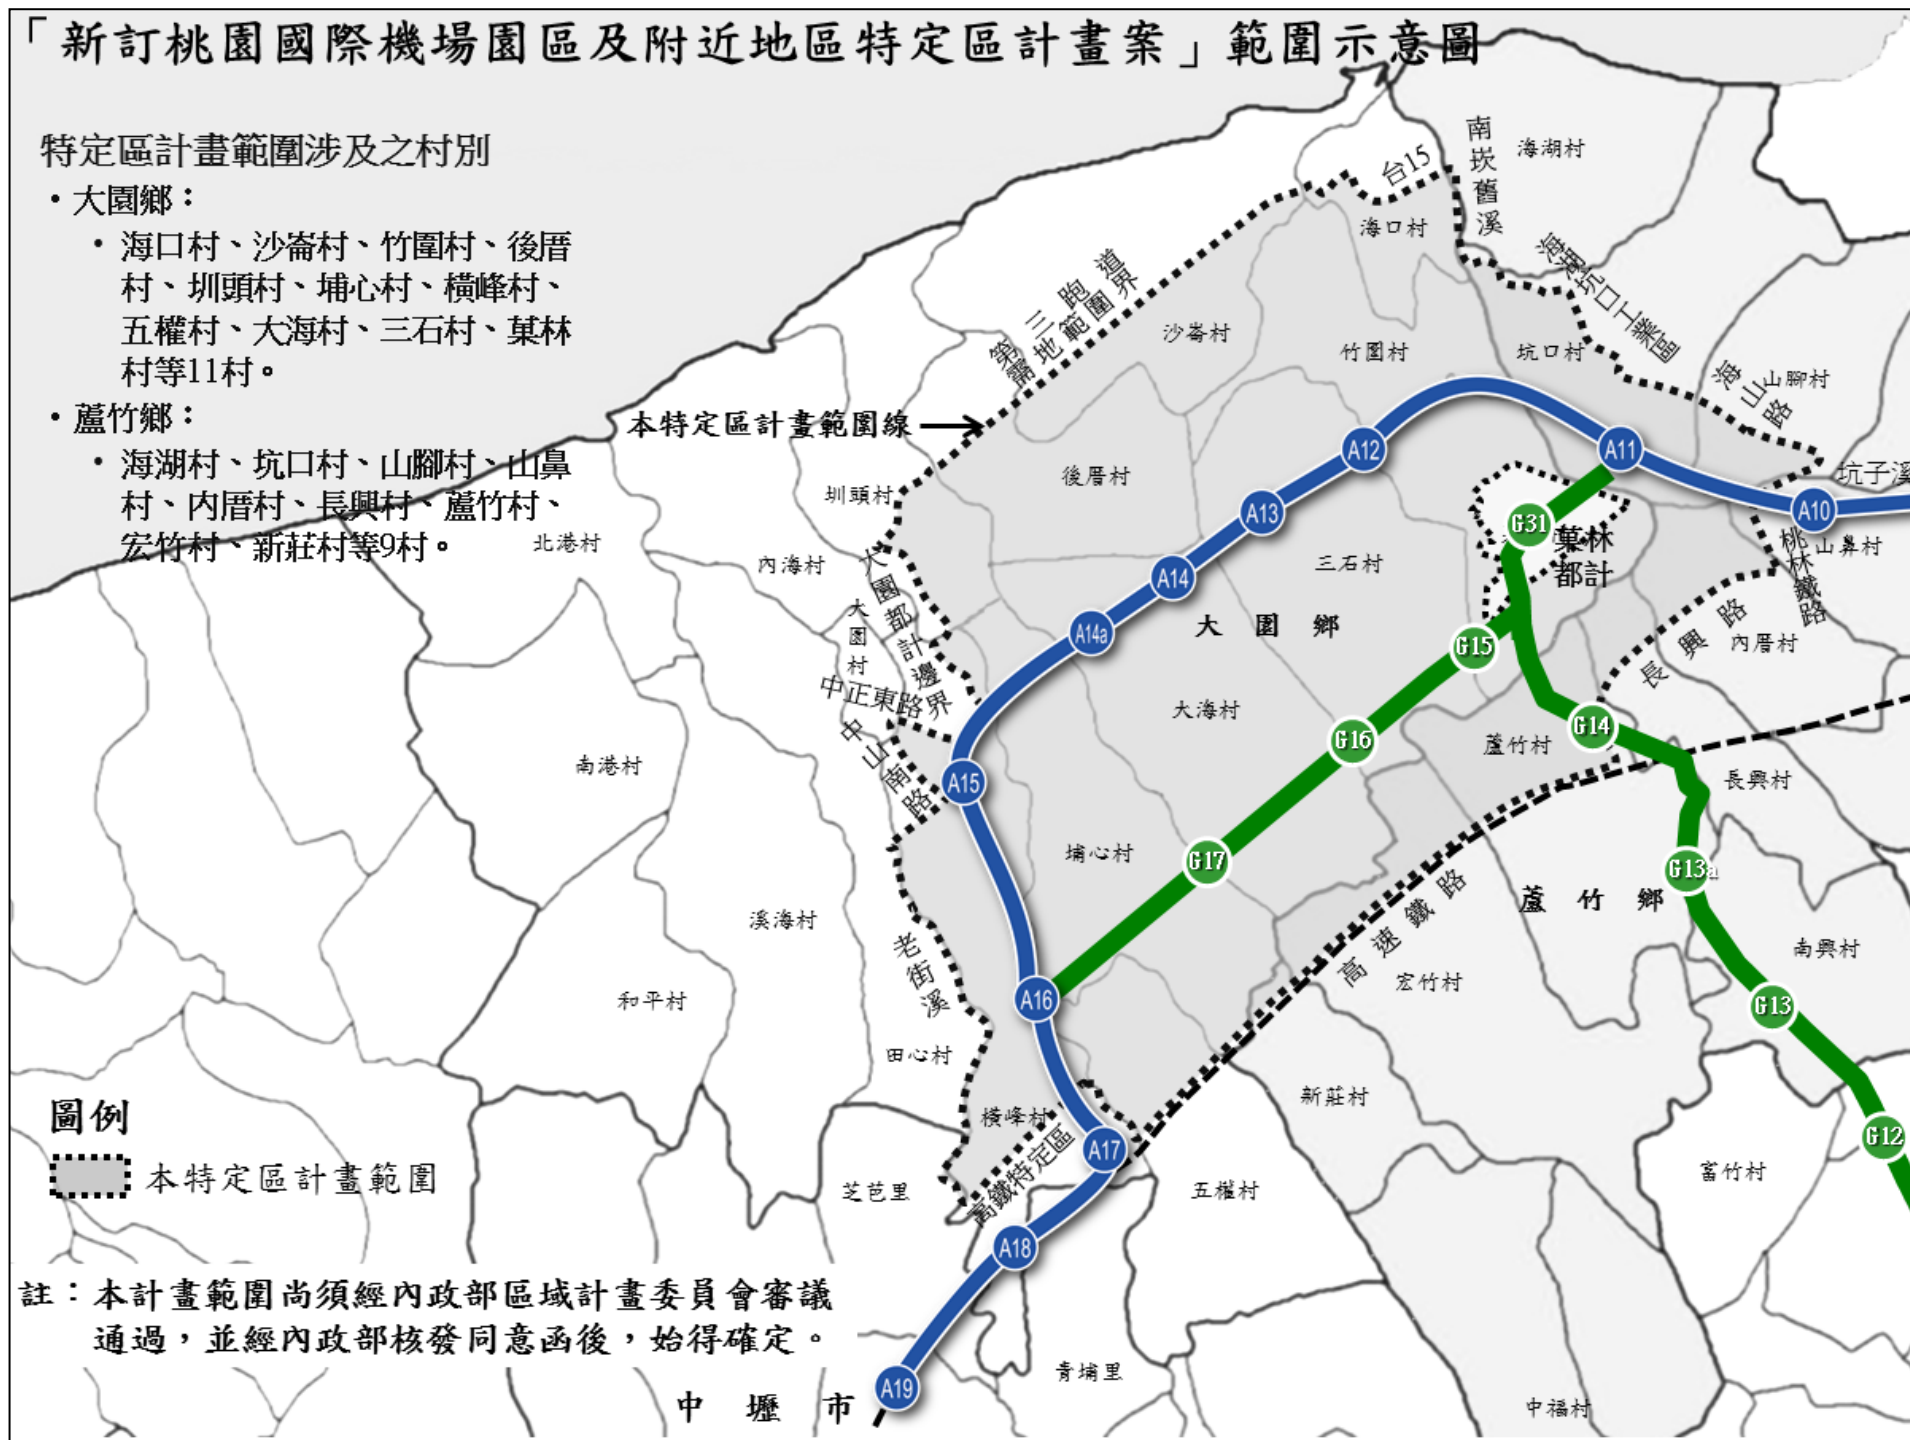 「新訂桃園國際機場園區及附近地區特定區計畫案」範圍示意圖
特定區計畫範圍涉及之村別
・大園鄉：
・海口村、沙崙村、竹圍村、後厝
村、圳頭村、埔心村、橫峰村、
五權村、大海村、三石村、菓林
村等11村。
・蘆竹鄉：
・海湖村、坑口村、山腳村、山鼻
村、內厝村、長興村、蘆竹村、
宏竹村、新莊村等9村。
台15
南崁舊溪
海湖村
海口村
海湖坑口工業區
第三跑道
需地範圍界
沙崙村
竹圍村
坑口村
海山路
山腳村
本特定區計畫範圍線
A12
A11
後厝村
坑子溪
圳頭村
A13
G31
A10
北港村
內海村
大園都計邊界
A14
三石村
菓林
都計
桃林鐵路
山鼻村
大園村
A14a
大園鄉
G15
長興路
內厝村
中正東路
大海村
G16
G14
蘆竹村
中山南路
南港村
A15
長興村
埔心村
G17
G13a
高速鐵路
蘆竹鄉
溪海村
老街溪
南興村
和平村
A16
宏竹村
G13
田心村
新莊村
圖例
橫峰村
G12
本特定區計畫範圍
高鐵特定區
A17
芝芭里
五權村
富竹村
A18
註：本計畫範圍尚須經內政部區域計畫委員會審議
通過，並經內政部核發同意函後，始得確定。
青埔里
A19
中壢市
中福村